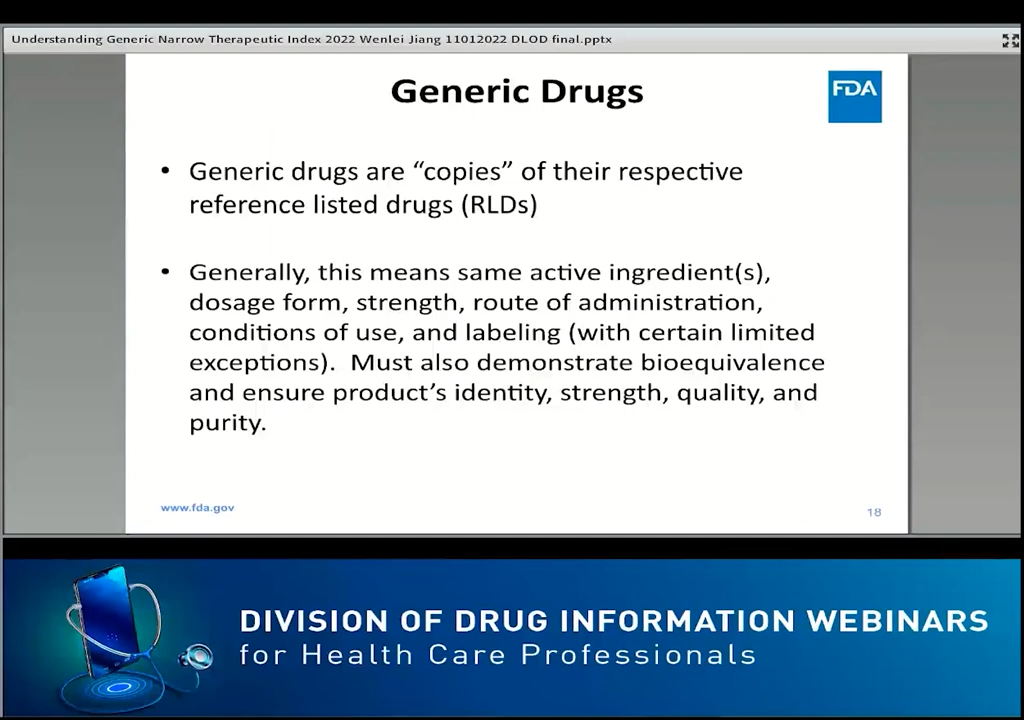 Understanding Generic Narrow Therapeutic Index 2022 Wenlei Jiang 11012022 DLOD final.pptx
Generic Drugs
FDA
• Generic drugs are “copies” of their respective
reference listed drugs (RLDs)
• Generally, this means same active ingredient(s),
dosage form, strength, route of administration,
conditions of use, and labeling (with certain limited
exceptions).  Must also demonstrate bioequivalence
and ensure product’s identity, strength, quality, and
purity.
www.fda.gov
18
DIVISION OF DRUG INFORMATION WEBINARS
for Health Care Professionals